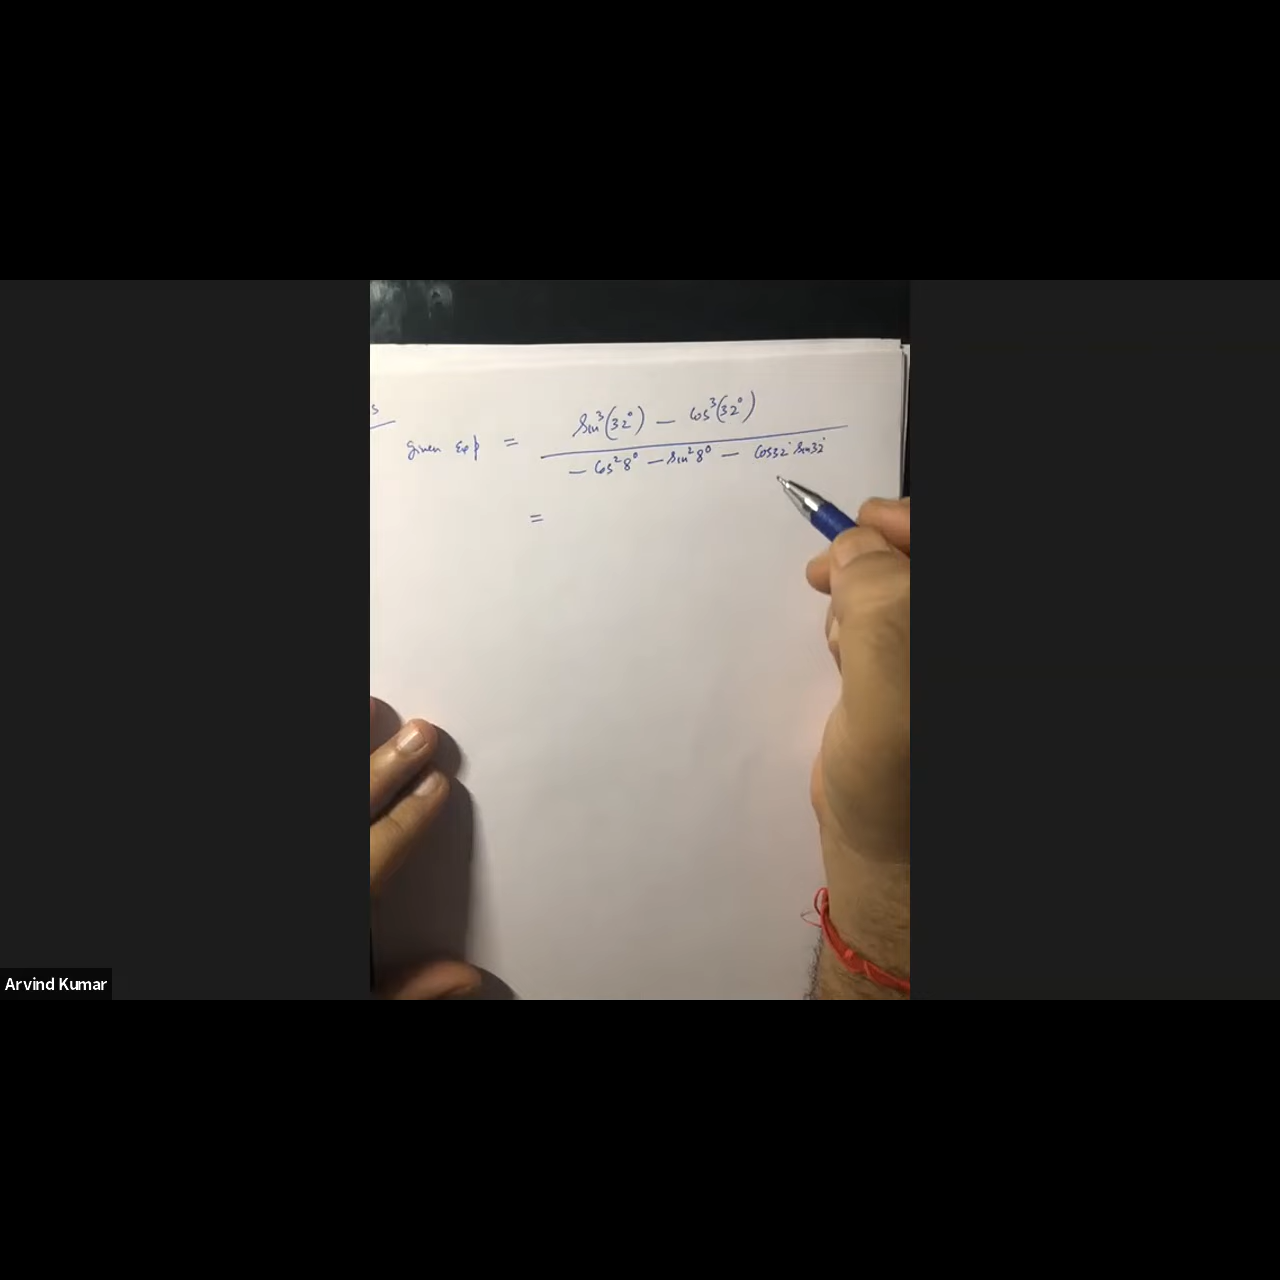 s
Given Exp = sin³(32°) − cos³(32°)
− cos²8° − sin²8° − cos32° sin32°
=
Arvind Kumar